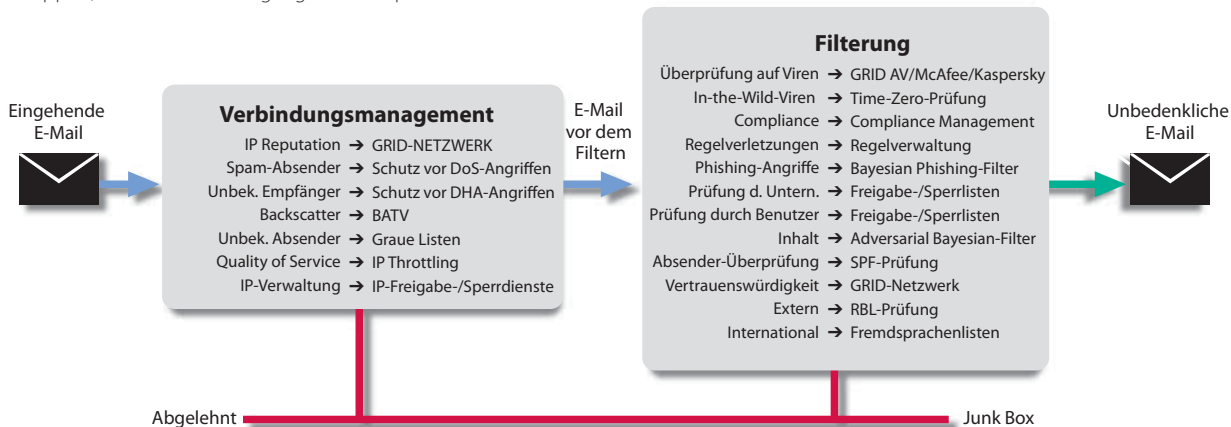 Eingehende
E-Mail
Verbindungsmanagement
IP Reputation ➔ GRID-NETZWERK
Spam-Absender ➔ Schutz vor DoS-Angriffen
Unbek. Empfänger ➔ Schutz vor DHA-Angriffen
Backscatter ➔ BATV
Unbek. Absender ➔ Graue Listen
Quality of Service ➔ IP Throttling
IP-Verwaltung ➔ IP-Freigabe-/Sperrdienste
E-Mail
vor dem
Filtern
Filterung
Überprüfung auf Viren ➔ GRID AV/McAfee/Kaspersky
In-the-Wild-Viren ➔ Time-Zero-Prüfung
Compliance ➔ Compliance Management
Regelverletzungen ➔ Regelverwaltung
Phishing-Angriffe ➔ Bayesian Phishing-Filter
Prüfung d. Untern. ➔ Freigabe-/Sperrlisten
Prüfung durch Benutzer ➔ Freigabe-/Sperrlisten
Inhalt ➔ Adversarial Bayesian-Filter
Absender-Überprüfung ➔ SPF-Prüfung
Vertrauenswürdigkeit ➔ GRID-Netzwerk
Extern ➔ RBL-Prüfung
International ➔ Fremdsprachenlisten
Unbedenkliche
E-Mail
Abgelehnt
Junk Box